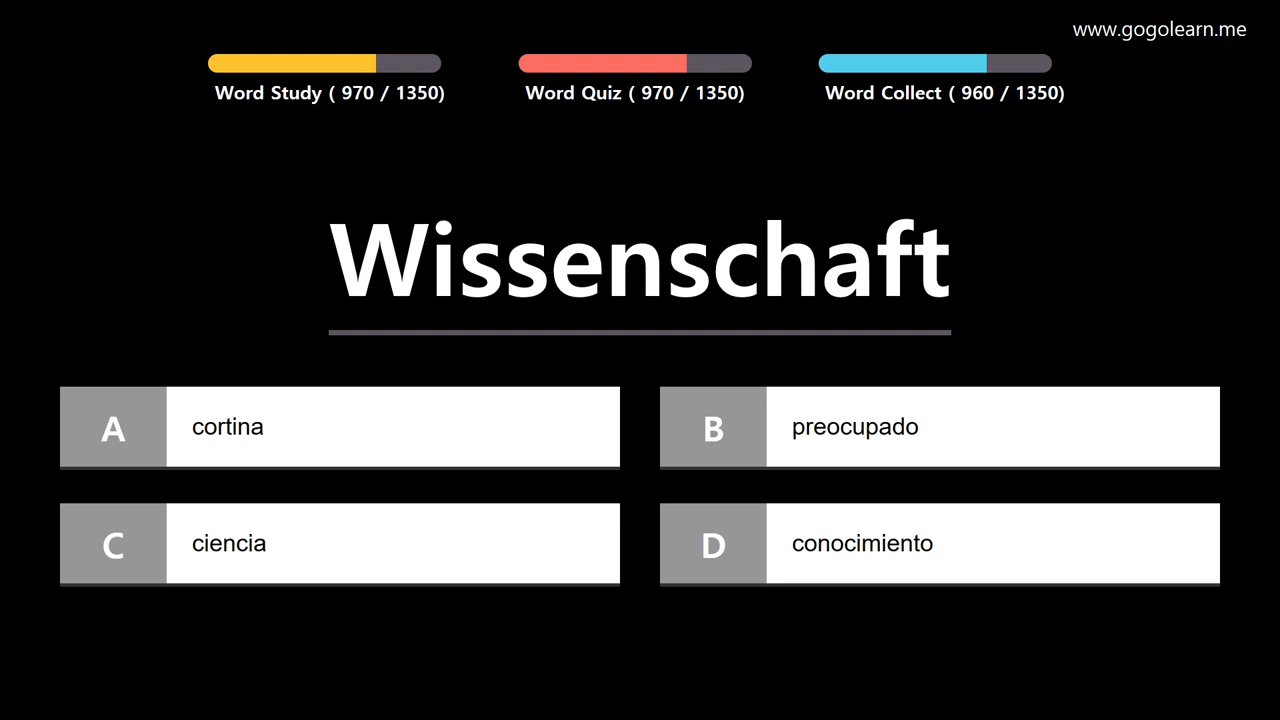 www.gogolearn.me
Word Study ( 970 / 1350)
Word Quiz ( 970 / 1350)
Word Collect ( 960 / 1350)
Wissenschaft
A cortina
B preocupado
C ciencia
D conocimiento